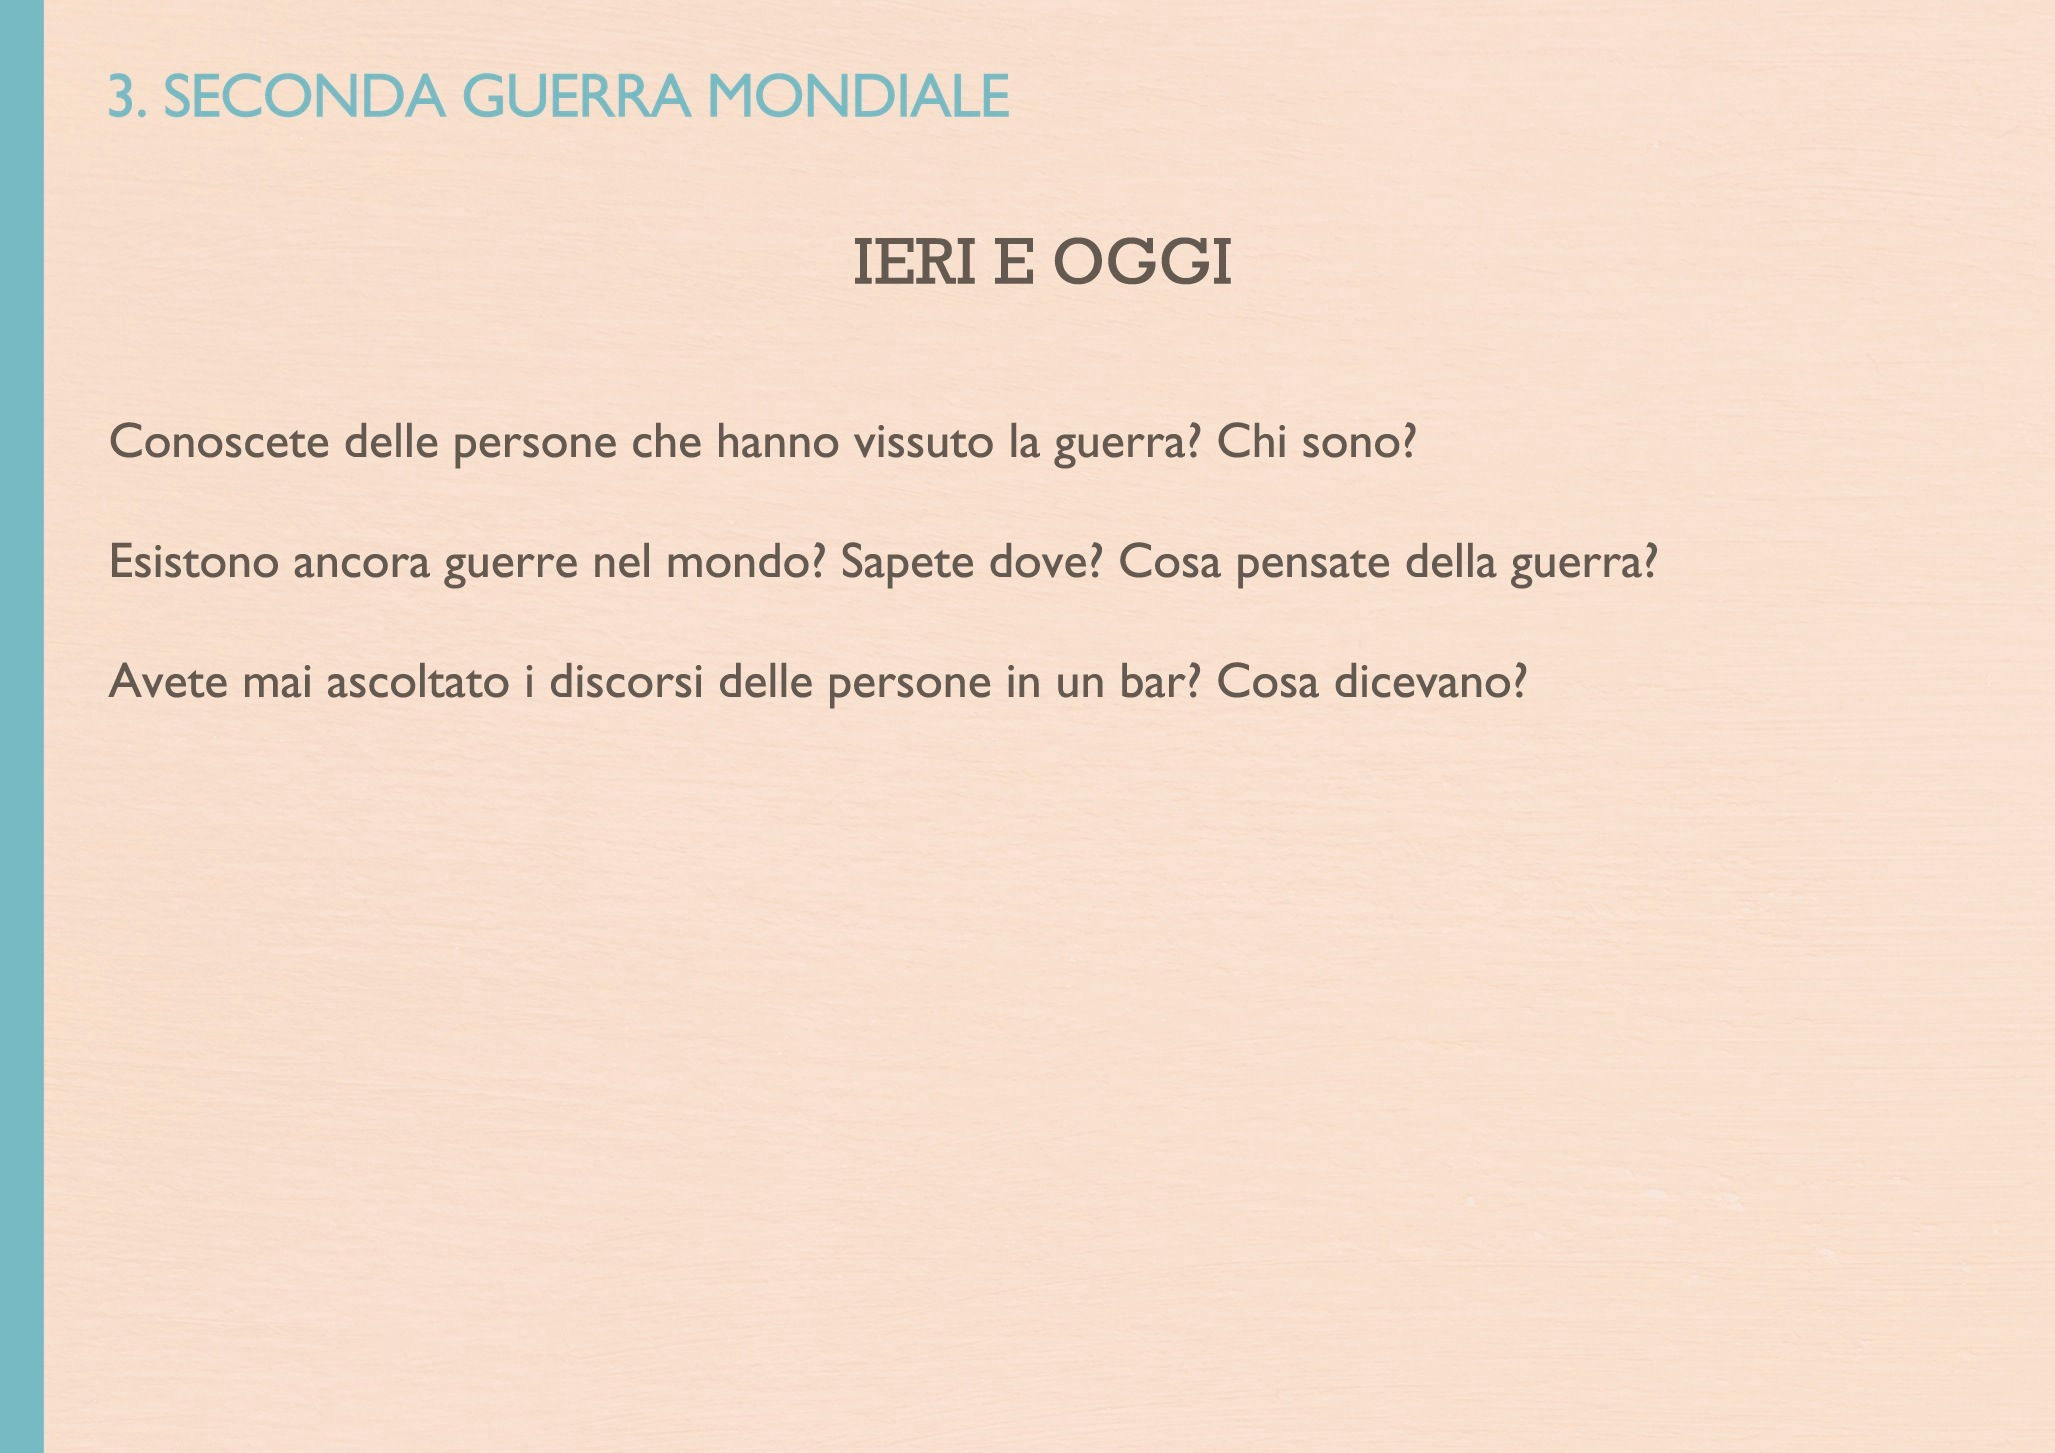 3. SECONDA GUERRA MONDIALE
IERI E OGGI
Conoscete delle persone che hanno vissuto la guerra? Chi sono?
Esistono ancora guerre nel mondo? Sapete dove? Cosa pensate della guerra?
Avete mai ascoltato i discorsi delle persone in un bar? Cosa dicevano?